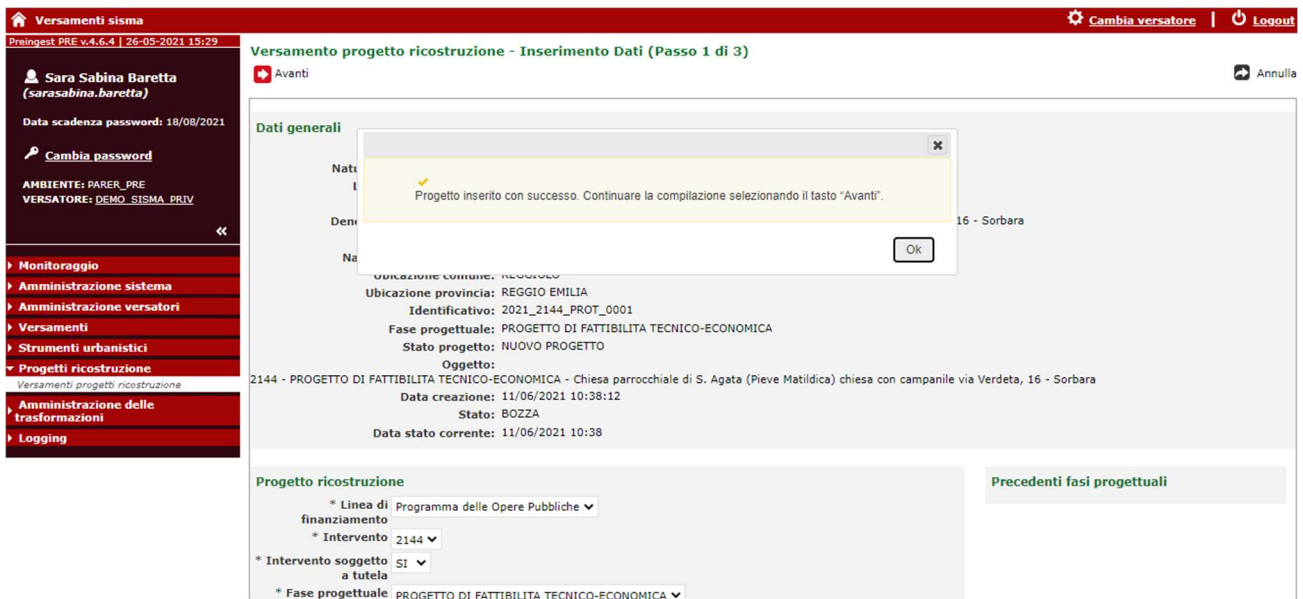 Versamenti sisma
Cambia versatore | Logout
Preingest PRE v.4.6.4 | 26-05-2021 15:29
Sara Sabina Baretta
(sarasabina.baretta)
Data scadenza password: 18/08/2021
Cambia password
AMBIENTE: PARER_PRE
VERSATORE: DEMO_SISMA_PRIV
«
Monitoraggio
Amministrazione sistema
Amministrazione versatori
Versamenti
Strumenti urbanistici
Progetti ricostruzione
Versamenti progetti ricostruzione
Amministrazione delle
trasformazioni
Logging
Versamento progetto ricostruzione - Inserimento Dati (Passo 1 di 3)
Avanti
Annulla
Dati generali
Natu
Progetto inserito con successo. Continuare la compilazione selezionando il tasto “Avanti”.
Ok
Den
16 - Sorbara
Na
Ubicazione comune: REGGIOLO
Ubicazione provincia: REGGIO EMILIA
Identificativo: 2021_2144_PROT_0001
Fase progettuale: PROGETTO DI FATTIBILITA TECNICO-ECONOMICA
Stato progetto: NUOVO PROGETTO
Oggetto:
2144 - PROGETTO DI FATTIBILITA TECNICO-ECONOMICA - Chiesa parrocchiale di S. Agata (Pieve Matildica) chiesa con campanile via Verdeta, 16 - Sorbara
Data creazione: 11/06/2021 10:38:12
Stato: BOZZA
Data stato corrente: 11/06/2021 10:38
Progetto ricostruzione
* Linea di
finanziamento
Programma delle Opere Pubbliche
* Intervento 2144
* Intervento soggetto
a tutela
SI
* Fase progettuale PROGETTO DI FATTIBILITA TECNICO-ECONOMICA
Precedenti fasi progettuali